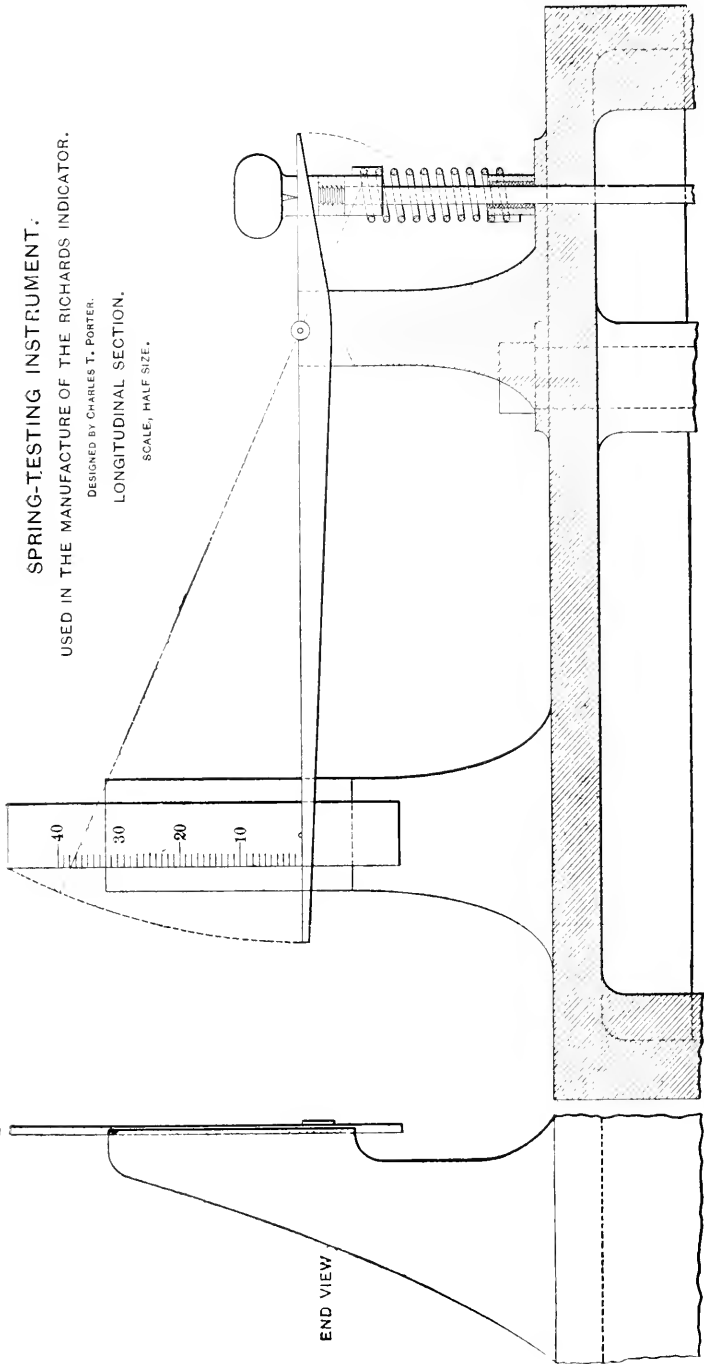 SPRING-TESTING INSTRUMENT.
USED IN THE MANUFACTURE OF THE RICHARDS INDICATOR.
DESIGNED BY CHARLES T. PORTER.
LONGITUDINAL SECTION.
SCALE, HALF SIZE.
40
30
20
10
0
END VIEW